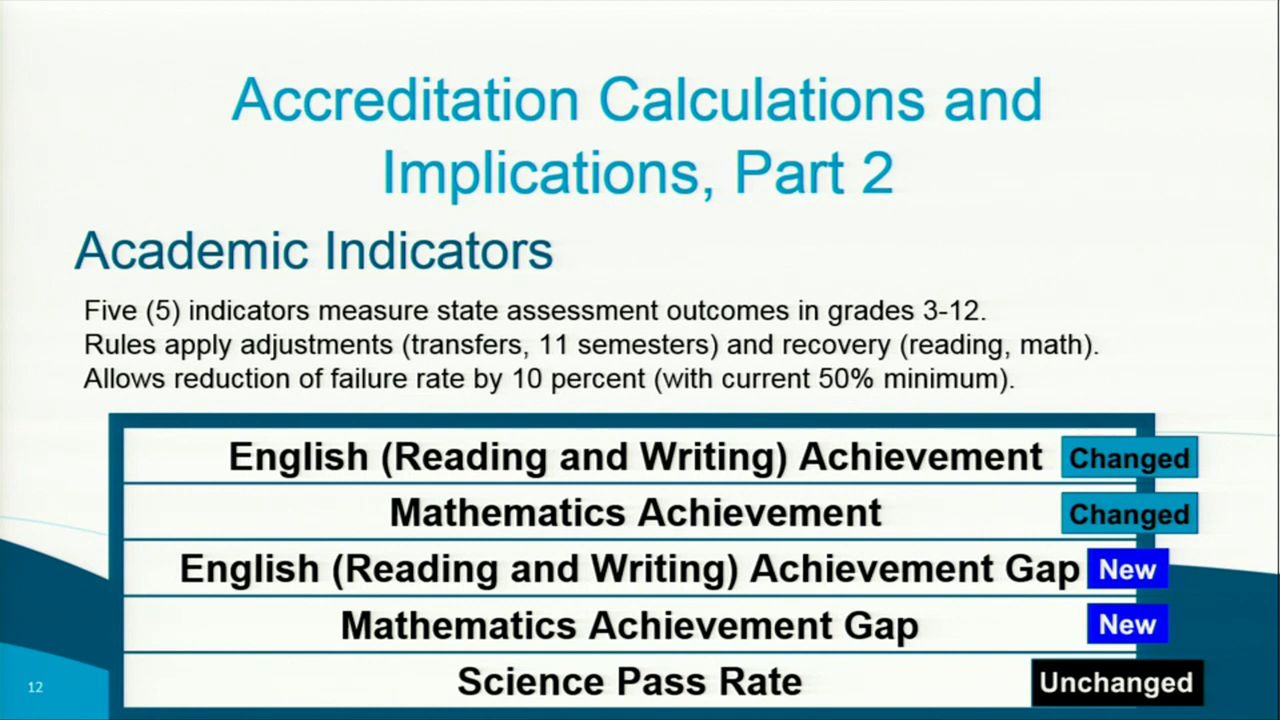 Accreditation Calculations and
Implications, Part 2
Academic Indicators
Five (5) indicators measure state assessment outcomes in grades 3-12.
Rules apply adjustments (transfers, 11 semesters) and recovery (reading, math).
Allows reduction of failure rate by 10 percent (with current 50% minimum).
English (Reading and Writing) Achievement Changed
Mathematics Achievement Changed
English (Reading and Writing) Achievement Gap New
Mathematics Achievement Gap New
Science Pass Rate Unchanged
12